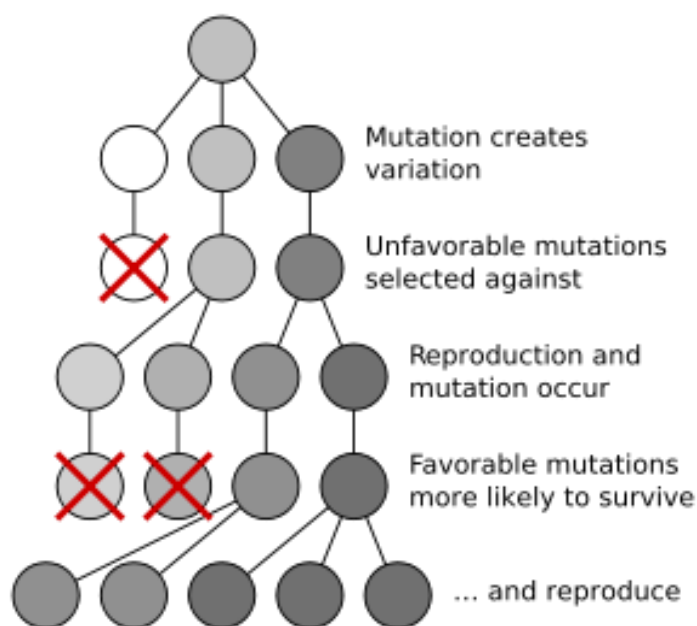 Mutation creates
variation
Unfavorable mutations
selected against
Reproduction and
mutation occur
Favorable mutations
more likely to survive
... and reproduce